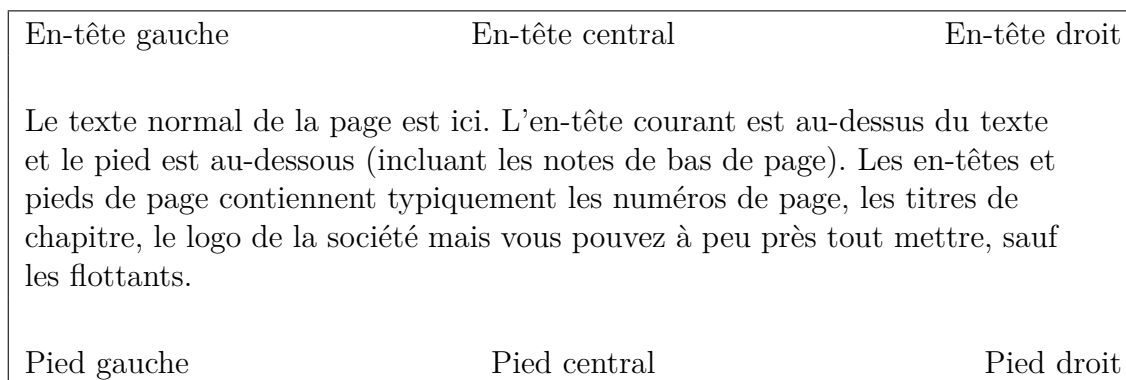 En-tête gauche En-tête central En-tête droit
Le texte normal de la page est ici. L'en-tête courant est au-dessus du texte
et le pied est au-dessous (incluant les notes de bas de page). Les en-têtes et
pieds de page contiennent typiquement les numéros de page, les titres de
chapitre, le logo de la société mais vous pouvez à peu près tout mettre, sauf
les flottants.
Pied gauche Pied central Pied droit